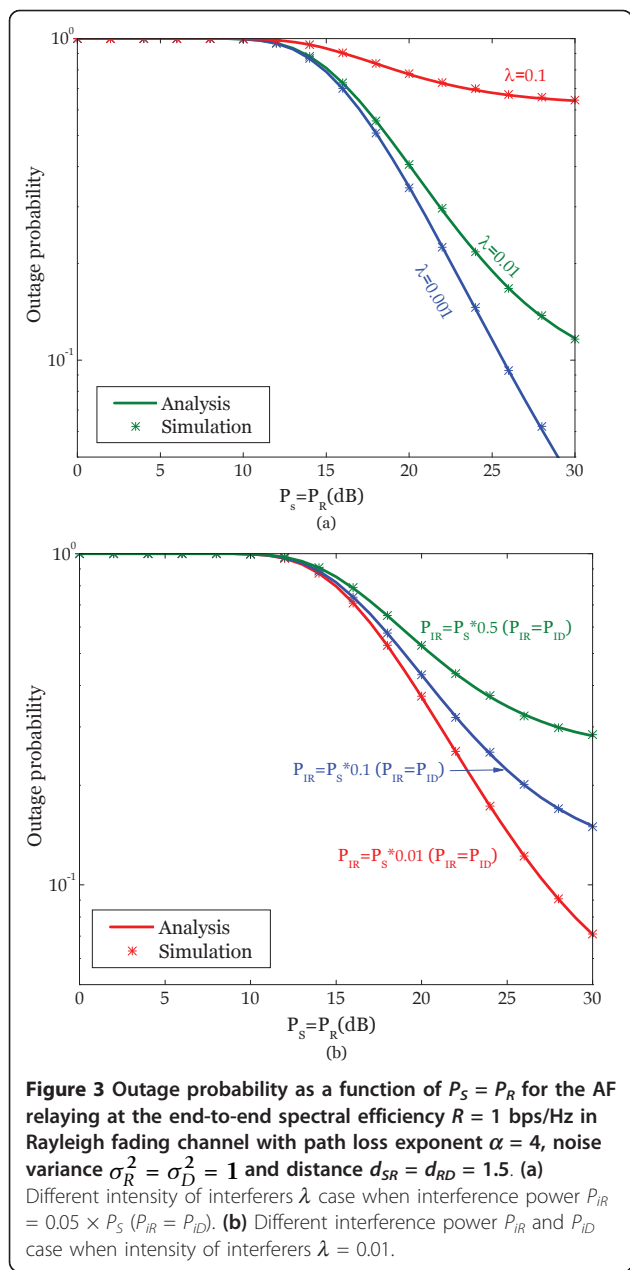 10^0
λ=0.1
λ=0.01
λ=0.001
Outage probability
10^-1
Analysis
Simulation
0 5 10 15 20 25 30
P_s=P_R(dB)
(a)
10^0
P_IR=P_S*0.5 (P_IR=P_ID)
P_IR=P_S*0.1 (P_IR=P_ID)
P_IR=P_S*0.01 (P_IR=P_ID)
Outage probability
10^-1
Analysis
Simulation
0 5 10 15 20 25 30
P_S=P_R(dB)
(b)
Figure 3 Outage probability as a function of P_S = P_R for the AF
relaying at the end-to-end spectral efficiency R = 1 bps/Hz in
Rayleigh fading channel with path loss exponent α = 4, noise
variance σ_R^2 = σ_D^2 = 1 and distance d_SR = d_RD = 1.5. (a)
Different intensity of interferers λ case when interference power P_iR
= 0.05 × P_S (P_iR = P_iD). (b) Different interference power P_iR and P_iD
case when intensity of interferers λ = 0.01.